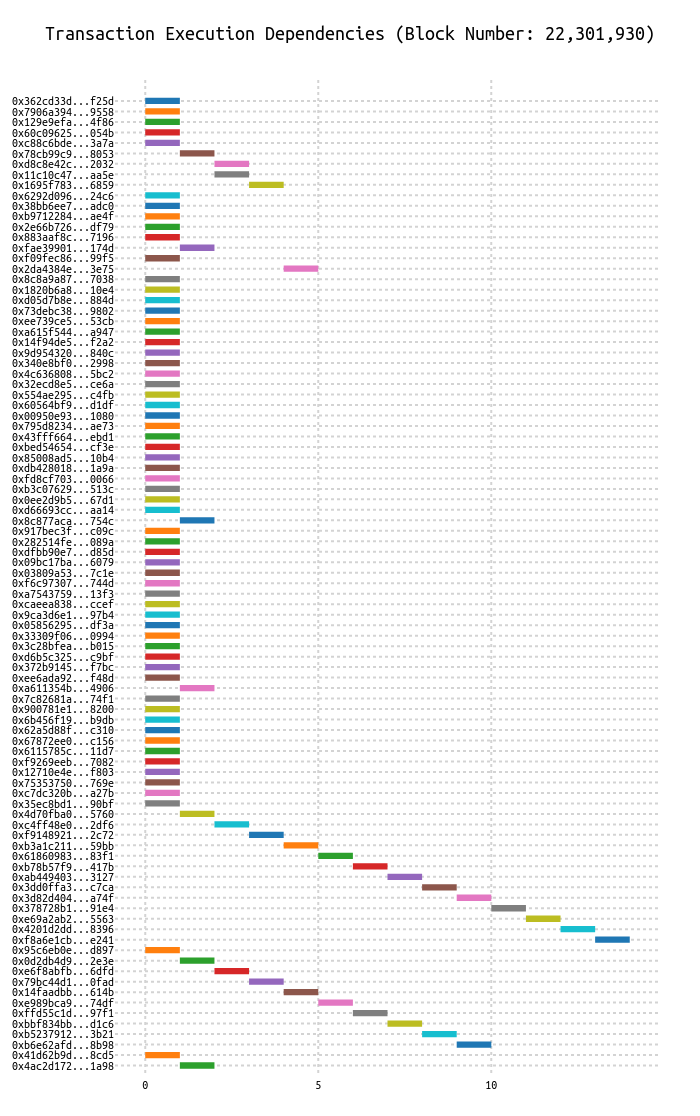 Transaction Execution Dependencies (Block Number: 22,301,930)
0x362cd33d...f25d
0x7906a394...9558
0x129e9efa...4f86
0x60c09625...054b
0xc88c6bde...3a7a
0x78cb99c9...8053
0xd8c8e42c...2032
0x11c10c47...aa5e
0x1695f783...6859
0x6292d096...24c6
0x38bb6ee7...adc0
0xb9712284...ae4f
0x2e66b726...df79
0x883aaf8c...7196
0xfae39901...174d
0xf09fec86...99f5
0x2da4384e...3e75
0x8c8a9a87...7038
0x1820b6a8...10e4
0xd05d7b8e...884d
0x73debc38...9802
0xee739ce5...53cb
0xa615f544...a947
0x14f94de5...f2a2
0x9d954320...840c
0x340e8bf0...2998
0x4c636808...5bc2
0x32ecd8e5...ce6a
0x554ae295...c4fb
0x60564bf9...d1df
0x00950e93...1080
0x795d8234...ae73
0x43fff664...ebd1
0xbed54654...cf3e
0x85008ad5...10b4
0xdb428018...1a9a
0xfd8cf703...0066
0xb3c07629...513c
0x0ee2d9b5...67d1
0xd66693cc...aa14
0x8c877aca...754c
0x917bec3f...c09c
0x282514fe...089a
0xdfbb90e7...d85d
0x09bc17ba...6079
0x03809a53...7c1e
0xf6c97307...744d
0xa7543759...13f3
0xcaeea838...ccef
0x9ca3d6e1...97b4
0x05856295...df3a
0x33309f06...0994
0x3c28bfea...b015
0xd6b5c325...c9bf
0x372b9145...f7bc
0xee6ada92...f48d
0xa611354b...4906
0x7c82681a...74f1
0x900781e1...8200
0x6b456f19...b9db
0x62a5d88f...c310
0x67872ee0...c156
0x6115785c...11d7
0xf9269eeb...7082
0x12710e4e...f803
0x75353750...769e
0xc7dc320b...a27b
0x35ec8bd1...90bf
0x4d70fba0...5760
0xc4ff48e0...2df6
0xf9148921...2c72
0xb3a1c211...59bb
0x61860983...83f1
0xb78b57f9...417b
0xab449403...3127
0x3dd0ffa3...c7ca
0x3d82d404...a74f
0x378728b1...91e4
0xe69a2ab2...5563
0x4201d2dd...8396
0xf8a6e1cb...e241
0x95c6eb0e...d897
0x0d2db4d9...2e3e
0xe6f8abfb...6dfd
0x79bc44d1...0fad
0x14faadbb...614b
0xe989bca9...74df
0xffd55c1d...97f1
0xbbf834bb...d1c6
0xb5237912...3b21
0xb6e62afd...8b98
0x41d62b9d...8cd5
0x4ac2d172...1a98
0 5 10